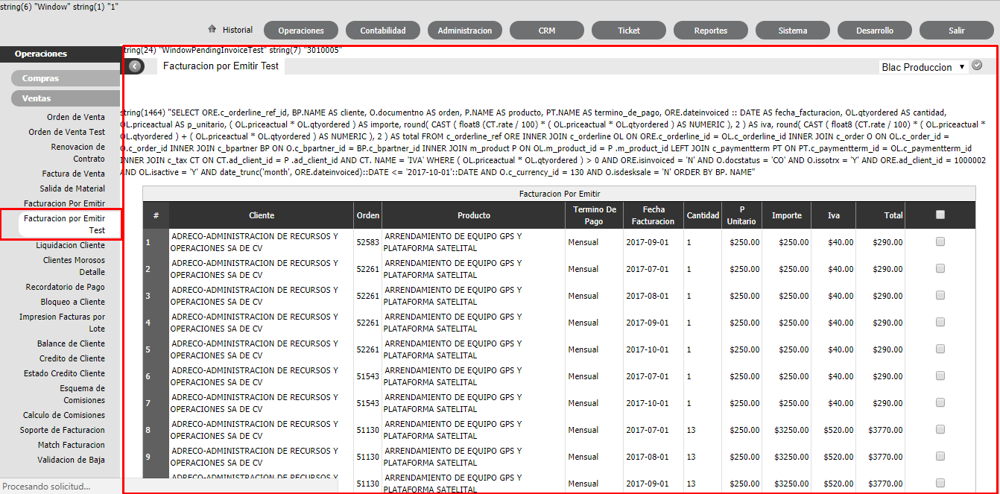 string(6) "Window" string(1) "1"
Historial
Operaciones
Contabilidad
Administracion
CRM
Ticket
Reportes
Sistema
Desarrollo
Salir
Operaciones
Compras
Ventas
Orden de Venta
Orden de Venta Test
Renovacion de
Contrato
Factura de Venta
Salida de Material
Facturacion Por Emitir
Facturacion por Emitir
Test
Liquidacion Cliente
Clientes Morosos
Detalle
Recordatorio de Pago
Bloqueo a Cliente
Impresion Facturas por
Lote
Balance de Cliente
Credito de Cliente
Estado Credito Cliente
Esquema de
Comisiones
Calculo de Comisiones
Soporte de Facturacion
Match Facturacion
Validacion de Baja
Procesando solicitud...
tring(24) "WindowPendingInvoiceTest" string(7) "3010005"
Facturacion por Emitir Test
Blac Produccion ▼
string(1464) "SELECT ORE.c_orderline_ref_id, BP.NAME AS cliente, O.documentno AS orden, P.NAME AS producto, PT.NAME AS termino_de_pago, ORE.dateinvoiced :: DATE AS fecha_facturacion, OL.qtyordered AS cantidad,
OL.priceactual AS p_unitario, ( OL.priceactual * OL.qtyordered ) AS importe, round( CAST ( float8 (CT.rate / 100) * ( OL.priceactual * OL.qtyordered ) AS NUMERIC ), 2 ) AS iva, round( CAST ( float8 (CT.rate / 100) * ( OL.priceactual *
OL.qtyordered ) + ( OL.priceactual * OL.qtyordered ) AS NUMERIC ), 2 ) AS total FROM c_orderline_ref ORE INNER JOIN c_orderline OL ON ORE.c_orderline_id = OL.c_orderline_id INNER JOIN c_order O ON OL.c_order_id =
O.c_order_id INNER JOIN c_bpartner BP ON O.c_bpartner_id = BP.c_bpartner_id INNER JOIN m_product P ON OL.m_product_id = P .m_product_id LEFT JOIN c_paymentterm PT ON PT.c_paymentterm_id = OL.c_paymentterm_id
INNER JOIN c_tax CT ON CT.ad_client_id = P .ad_client_id AND CT. NAME = 'IVA' WHERE ( OL.priceactual * OL.qtyordered ) > 0 AND ORE.isinvoiced = 'N' AND O.docstatus = 'CO' AND O.issotrx = 'Y' AND ORE.ad_client_id = 1000002
AND OL.isactive = 'Y' AND date_trunc('month', ORE.dateinvoiced)::DATE <= '2017-10-01'::DATE AND O.c_currency_id = 130 AND O.isdesksale = 'N' ORDER BY BP. NAME"
Facturacion Por Emitir
# Cliente Orden Producto Termino De Pago Fecha Facturacion Cantidad P Unitario Importe Iva Total
1 ADRECO-ADMINISTRACION DE RECURSOS Y OPERACIONES SA DE CV 52583 ARRENDAMIENTO DE EQUIPO GPS Y PLATAFORMA SATELITAL Mensual 2017-09-01 1 $250.00 $250.00 $40.00 $290.00
2 ADRECO-ADMINISTRACION DE RECURSOS Y OPERACIONES SA DE CV 52261 ARRENDAMIENTO DE EQUIPO GPS Y PLATAFORMA SATELITAL Mensual 2017-07-01 1 $250.00 $250.00 $40.00 $290.00
3 ADRECO-ADMINISTRACION DE RECURSOS Y OPERACIONES SA DE CV 52261 ARRENDAMIENTO DE EQUIPO GPS Y PLATAFORMA SATELITAL Mensual 2017-08-01 1 $250.00 $250.00 $40.00 $290.00
4 ADRECO-ADMINISTRACION DE RECURSOS Y OPERACIONES SA DE CV 52261 ARRENDAMIENTO DE EQUIPO GPS Y PLATAFORMA SATELITAL Mensual 2017-09-01 1 $250.00 $250.00 $40.00 $290.00
5 ADRECO-ADMINISTRACION DE RECURSOS Y OPERACIONES SA DE CV 52261 ARRENDAMIENTO DE EQUIPO GPS Y PLATAFORMA SATELITAL Mensual 2017-10-01 1 $250.00 $250.00 $40.00 $290.00
6 ADRECO-ADMINISTRACION DE RECURSOS Y OPERACIONES SA DE CV 51543 ARRENDAMIENTO DE EQUIPO GPS Y PLATAFORMA SATELITAL Mensual 2017-09-01 1 $250.00 $250.00 $40.00 $290.00
7 ADRECO-ADMINISTRACION DE RECURSOS Y OPERACIONES SA DE CV 51543 ARRENDAMIENTO DE EQUIPO GPS Y PLATAFORMA SATELITAL Mensual 2017-10-01 1 $250.00 $250.00 $40.00 $290.00
8 ADRECO-ADMINISTRACION DE RECURSOS Y OPERACIONES SA DE CV 51130 ARRENDAMIENTO DE EQUIPO GPS Y PLATAFORMA SATELITAL Mensual 2017-07-01 13 $250.00 $3250.00 $520.00 $3770.00
9 ADRECO-ADMINISTRACION DE RECURSOS Y OPERACIONES SA DE CV 51130 ARRENDAMIENTO DE EQUIPO GPS Y PLATAFORMA SATELITAL Mensual 2017-08-01 13 $250.00 $3250.00 $520.00 $3770.00
ADRECO-ADMINISTRACION DE RECURSOS Y 51130 ARRENDAMIENTO DE EQUIPO GPS Y PLATAFORMA SATELITAL Mensual 2017-09-01 13 $250.00 $3250.00 $520.00 $3770.00